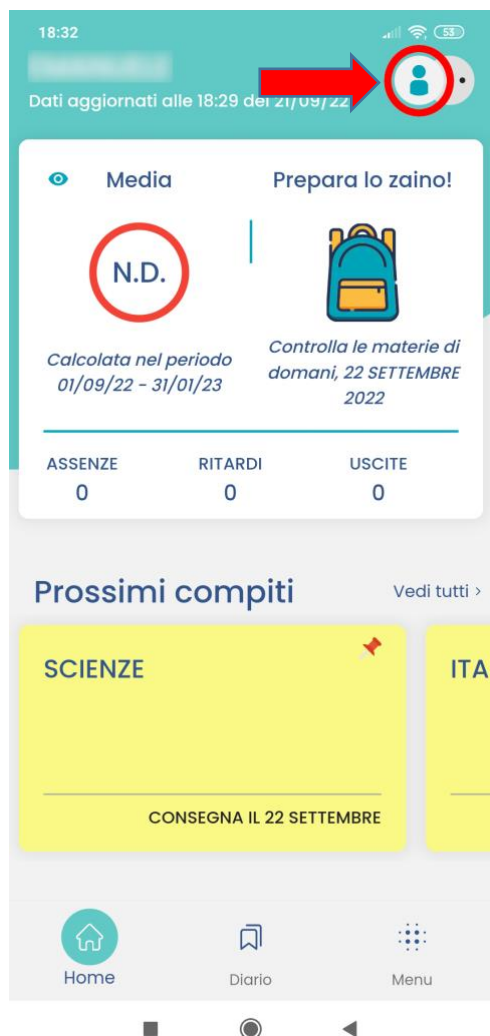 18:32
53
Dati aggiornati alle 18:29 del 21/09/22
Media
Prepara lo zaino!
N.D.
Calcolata nel periodo
01/09/22 - 31/01/23
Controlla le materie di
domani, 22 SETTEMBRE
2022
ASSENZE
RITARDI
USCITE
0
0
0
Prossimi compiti
Vedi tutti >
SCIENZE
ITA
CONSEGNA IL 22 SETTEMBRE
Home
Diario
Menu